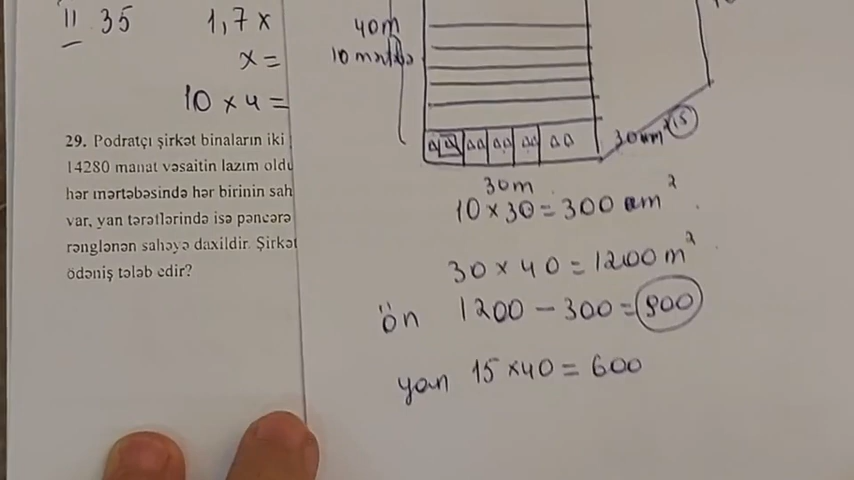 II 35
1,7 x
x =
10 x 4 =
29. Podratçı şirkət binaların iki
14280 manat vəsaitin lazım oldu
hər mərtəbəsində hər birinin sah
var, yan tərəflərində isə pəncərə
rənglənən sahəyə daxildir. Şirkət
ödəniş tələb edir?
40m
10 mərtəbə
30m
15
30m
10 x 30 = 300 m²
30 x 40 = 1200 m²
ön 1200 – 300 = 900
yan 15 x 40 = 600